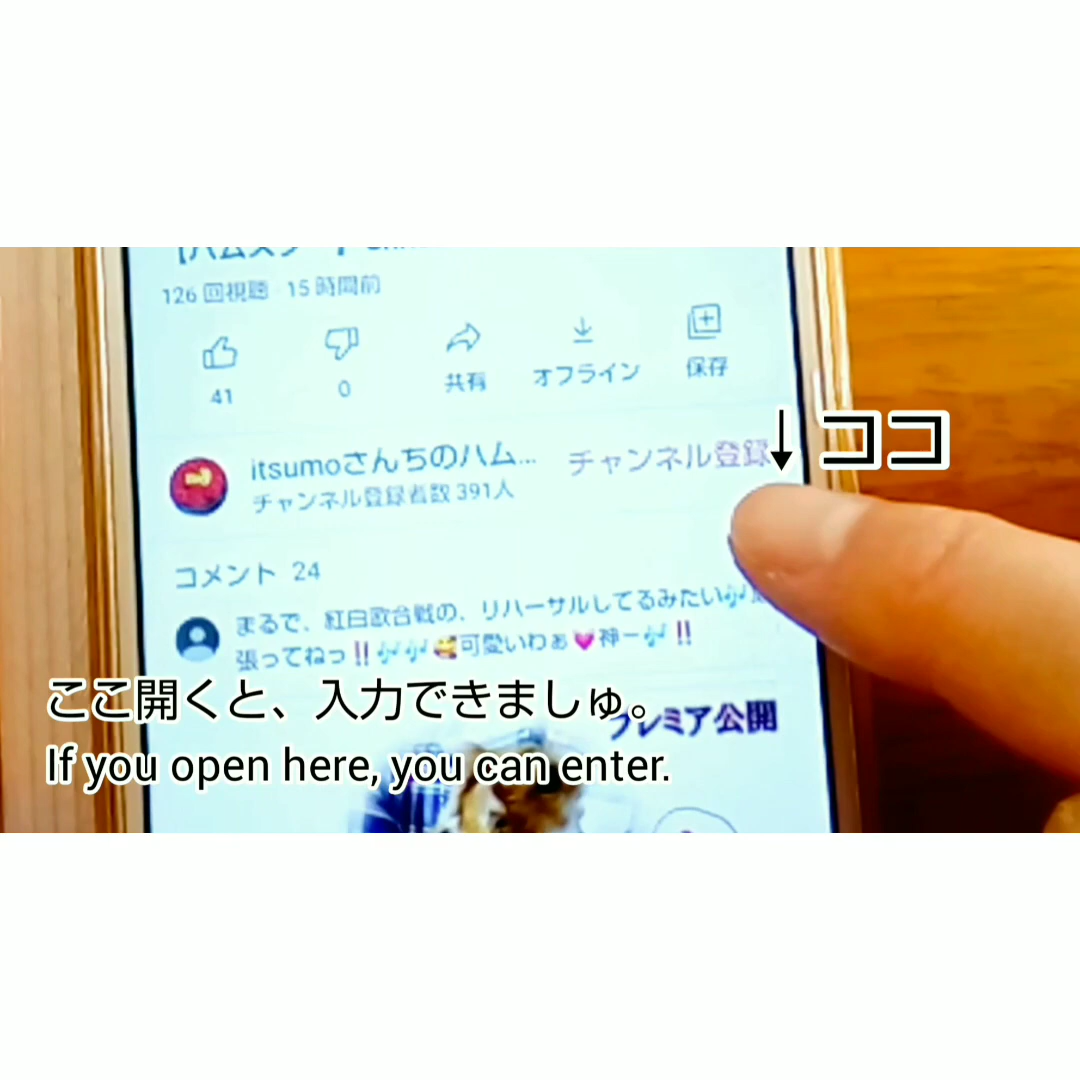 126 回視聴 15 時間前
41
0
共有
オフライン
保存
↓ ココ
itsumoさんちのハム...
チャンネル登録
チャンネル登録者数 391人
コメント 24
まるで、紅白歌合戦の、リハーサルしてるみたい🎶
張ってねっ‼️🎶🎶🥰可愛いわぁ💓神ー🎶‼️
ここ開くと、入力できましゅ。
プレミア公開
If you open here, you can enter.